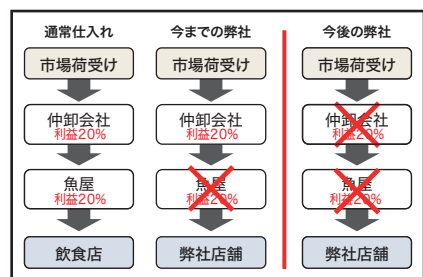 通常仕入れ
今までの弊社
今後の弊社
市場荷受け
市場荷受け
市場荷受け
仲卸会社
利益20%
仲卸会社
利益20%
仲卸会社
利益20%
魚屋
利益20%
魚屋
利益20%
魚屋
利益20%
飲食店
弊社店舗
弊社店舗